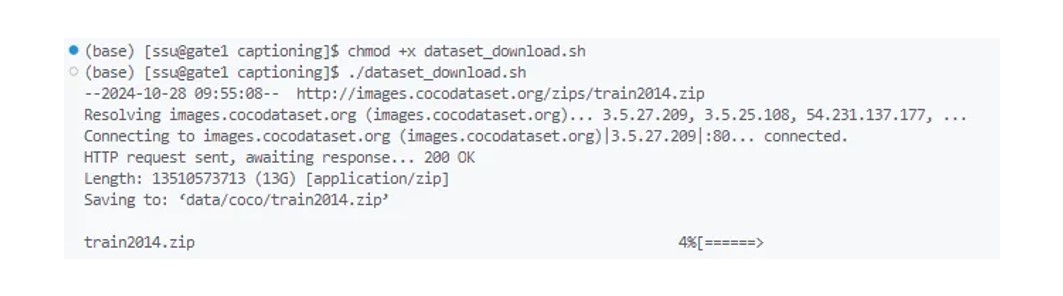 (base) [ssu@gate1 captioning]$ chmod +x dataset_download.sh
(base) [ssu@gate1 captioning]$ ./dataset_download.sh
--2024-10-28 09:55:08--  http://images.cocodataset.org/zips/train2014.zip
Resolving images.cocodataset.org (images.cocodataset.org)... 3.5.27.209, 3.5.25.108, 54.231.137.177, ...
Connecting to images.cocodataset.org (images.cocodataset.org)|3.5.27.209|:80... connected.
HTTP request sent, awaiting response... 200 OK
Length: 13510573713 (13G) [application/zip]
Saving to: ‘data/coco/train2014.zip’
train2014.zip 4%[======>